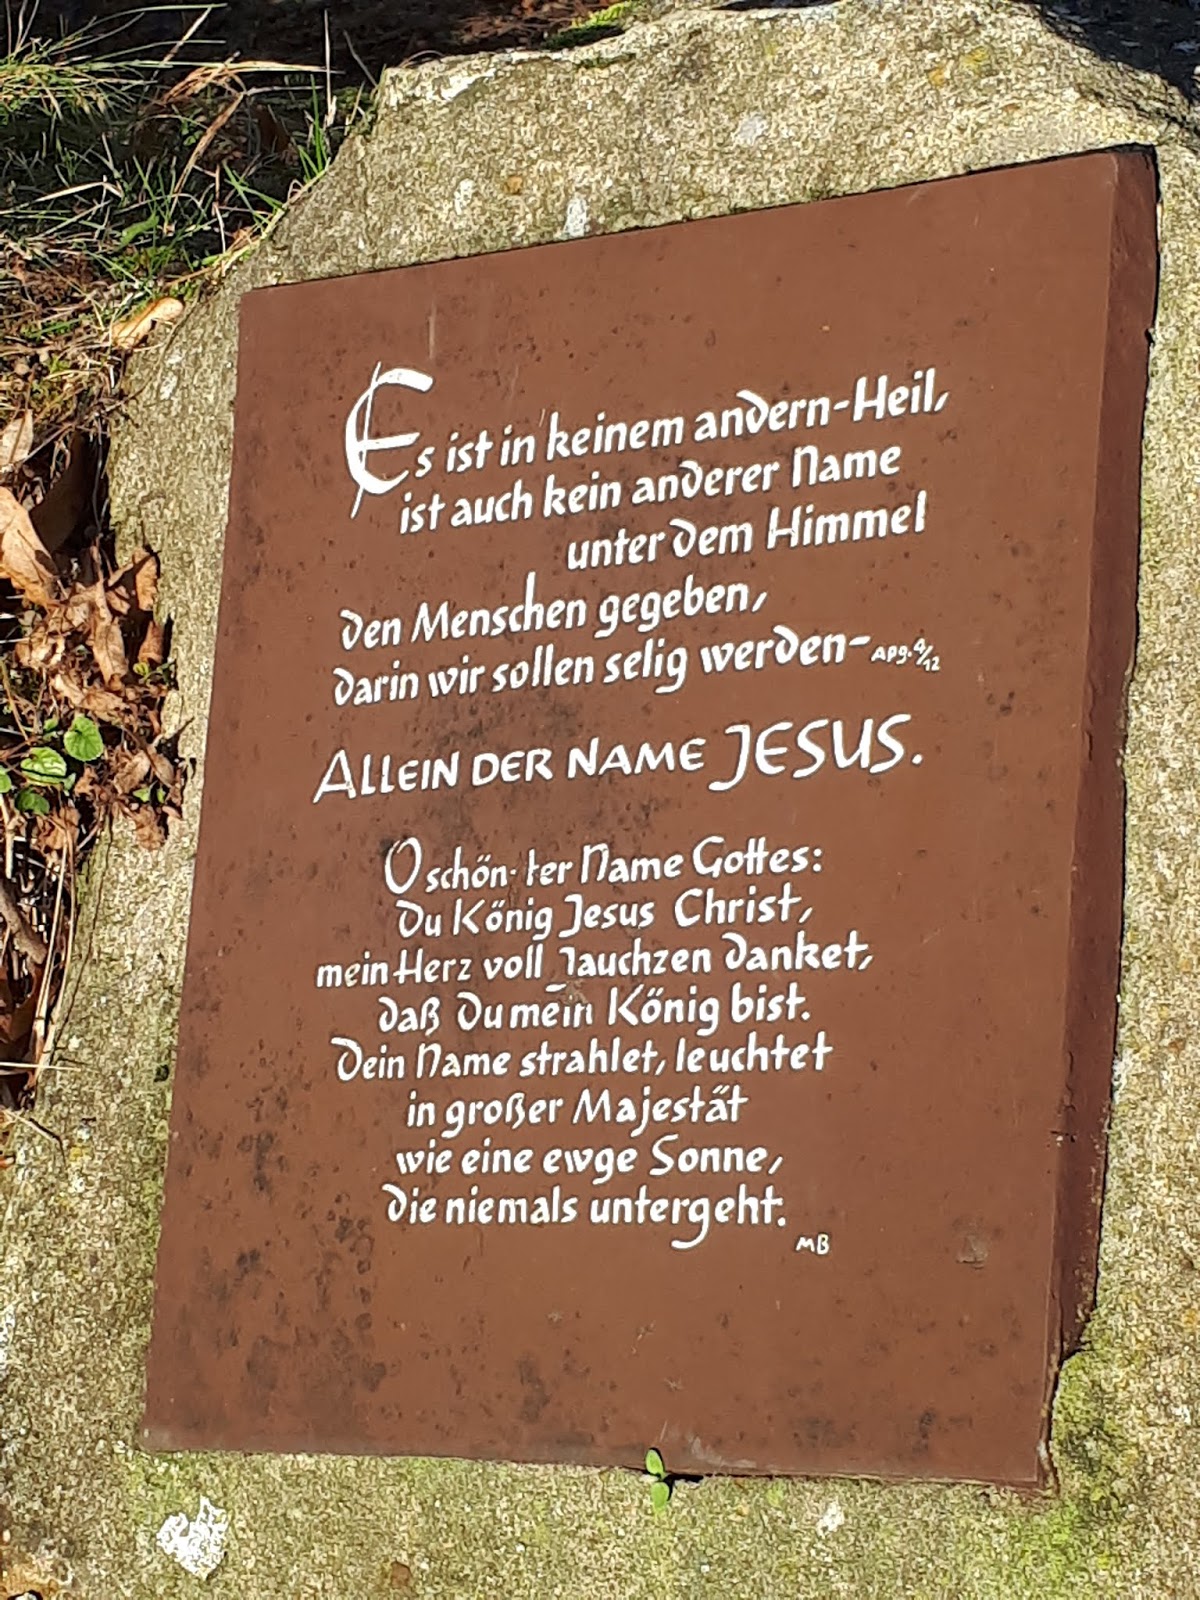 Es ist in keinem andern-Heil,
ist auch kein anderer Name
unter dem Himmel
den Menschen gegeben,
darin wir sollen selig werden-Apg.4/12
ALLEIN DER NAME JESUS.
O schön·ter Name Gottes:
Du König Jesus Christ,
mein Herz voll Jauchzen danket,
daß Du mein König bist.
Dein Name strahlet, leuchtet
in großer Majestät
wie eine ewge Sonne,
die niemals untergeht.
MB